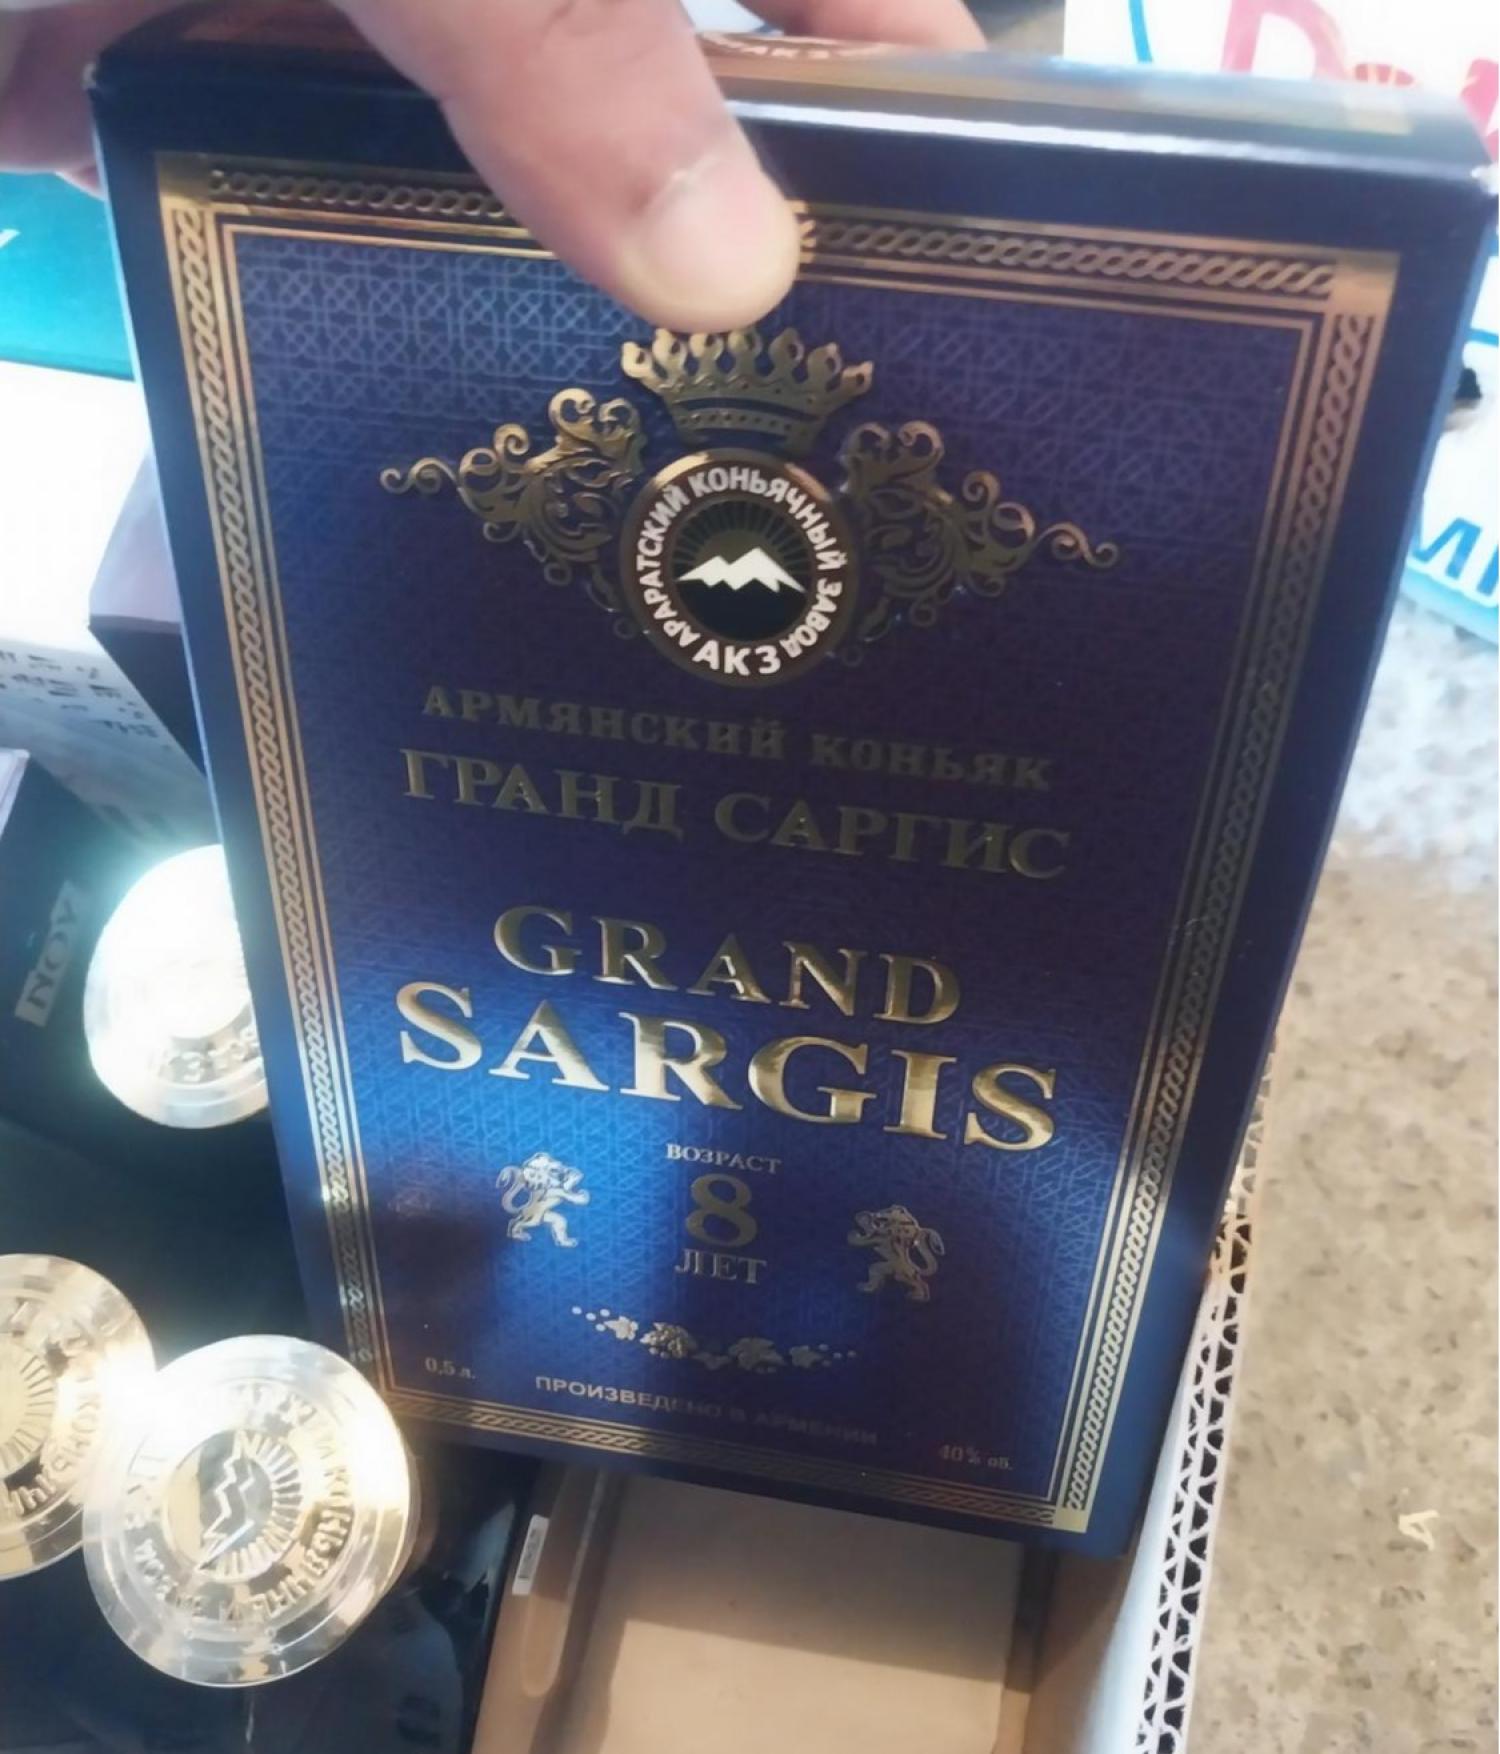 АРАРАТСКИЙ КОНЬЯЧНЫЙ ЗАВОД
АКЗ
АРМЯНСКИЙ КОНЬЯК
ГРАНД САРГИС
GRAND
SARGIS
ВОЗРАСТ
8
ЛЕТ
0,5 л.
ПРОИЗВЕДЕНО В АРМЕНИИ
40% об.
NOY